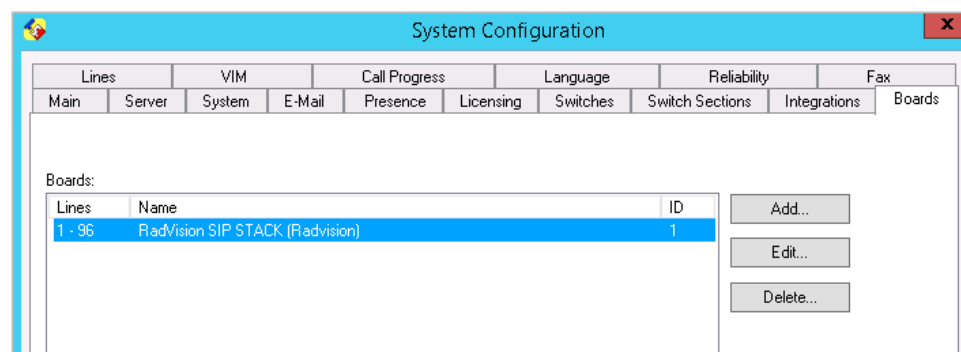 System Configuration
x
Lines VIM Call Progress Language Reliability Fax
Main Server System E-Mail Presence Licensing Switches Switch Sections Integrations Boards
Boards:
Lines Name ID
1 - 96 RadVision SIP STACK (Radvision) 1
Add...
Edit...
Delete...